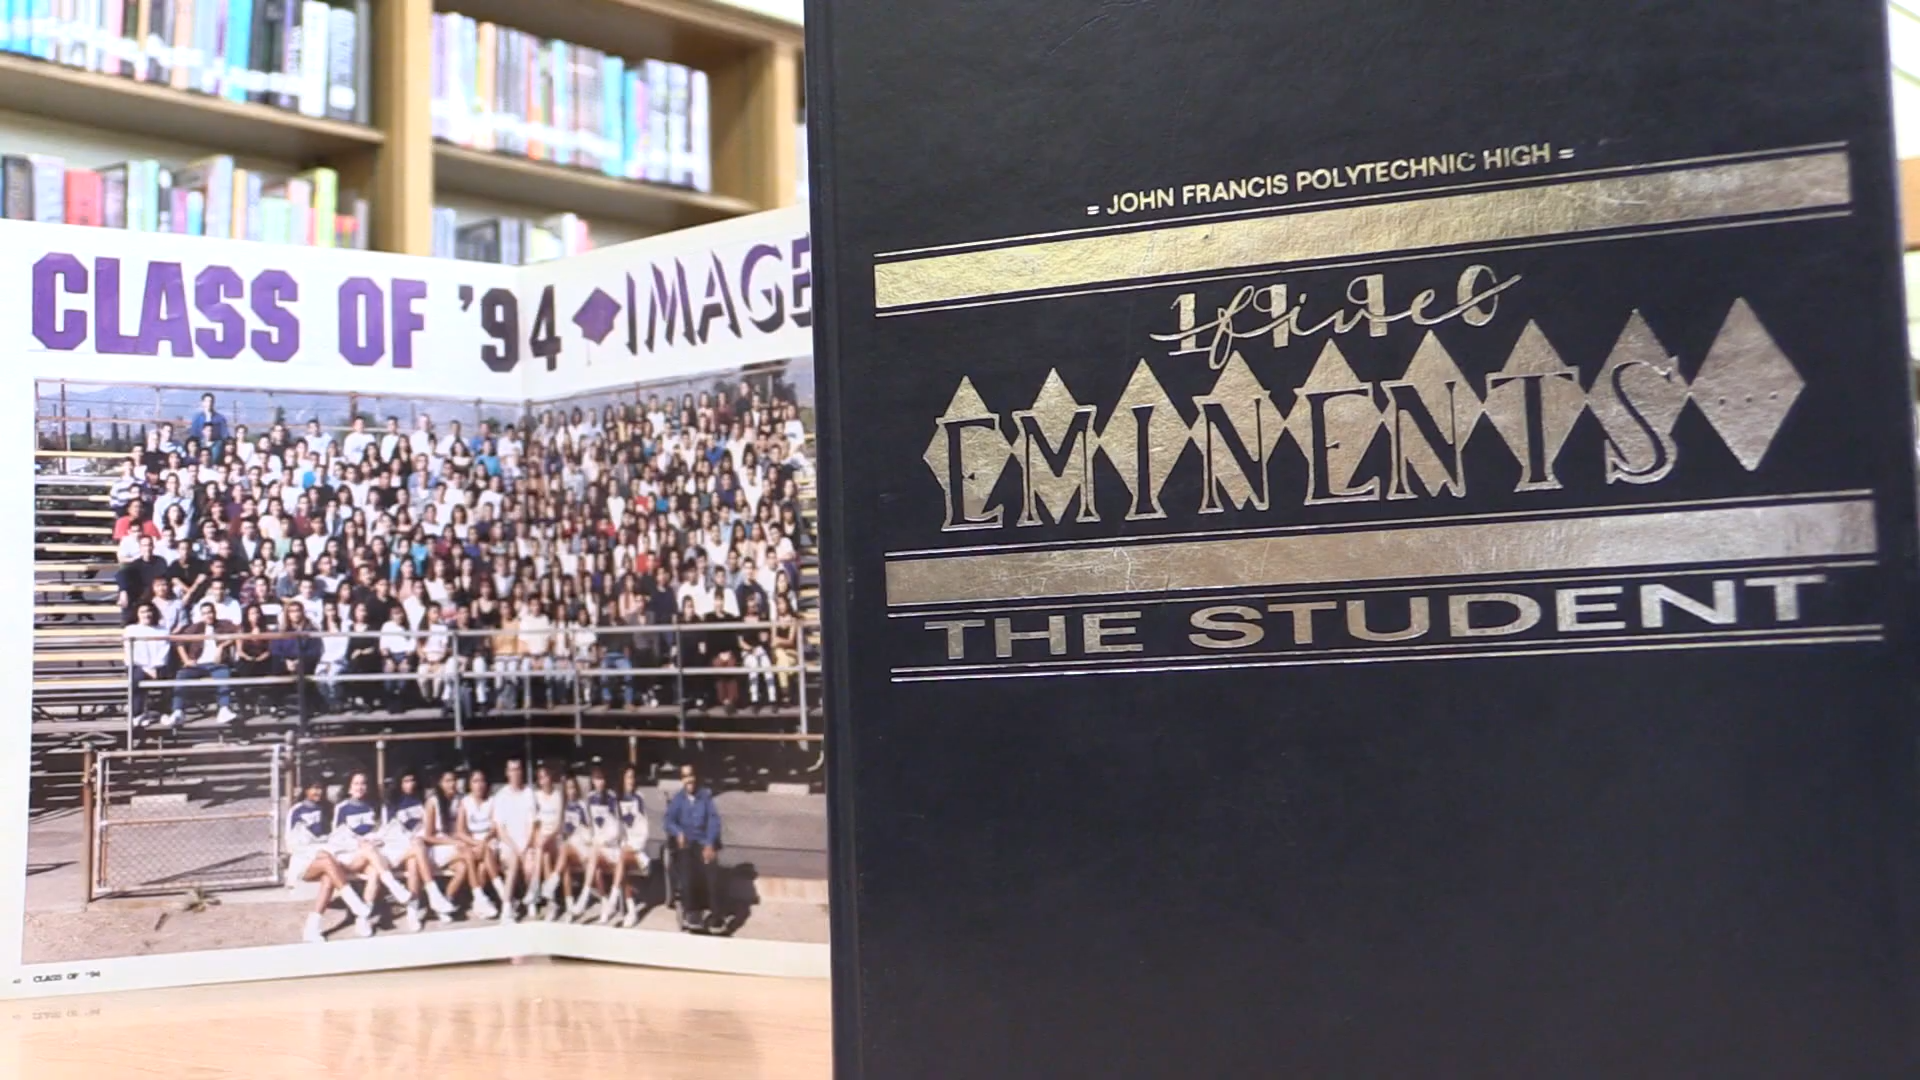 CLASS OF '94 IMAGE
CLASS OF '94
= JOHN FRANCIS POLYTECHNIC HIGH =
EMINENTS...
THE STUDENT